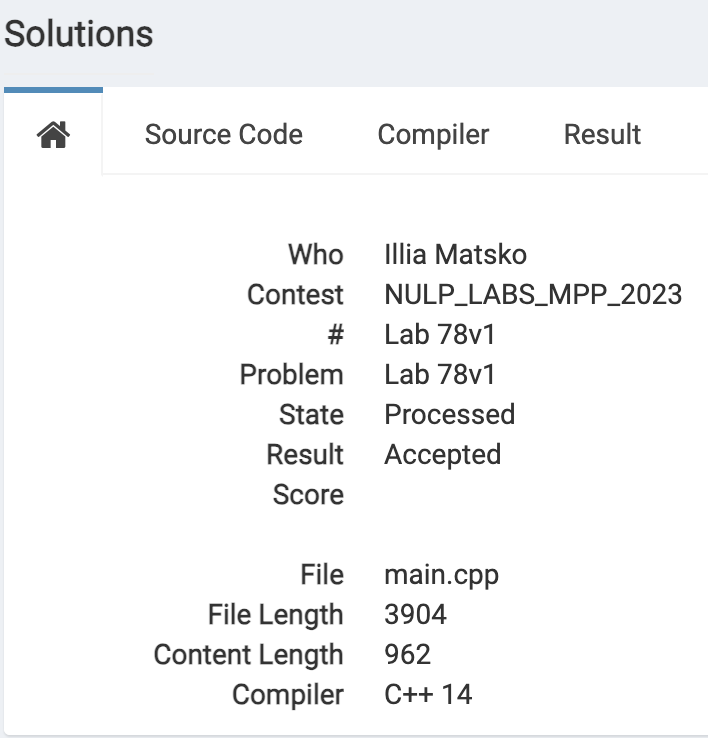 Solutions
Source Code Compiler Result
Who Illia Matsko
Contest NULP_LABS_MPP_2023
# Lab 78v1
Problem Lab 78v1
State Processed
Result Accepted
Score
File main.cpp
File Length 3904
Content Length 962
Compiler C++ 14